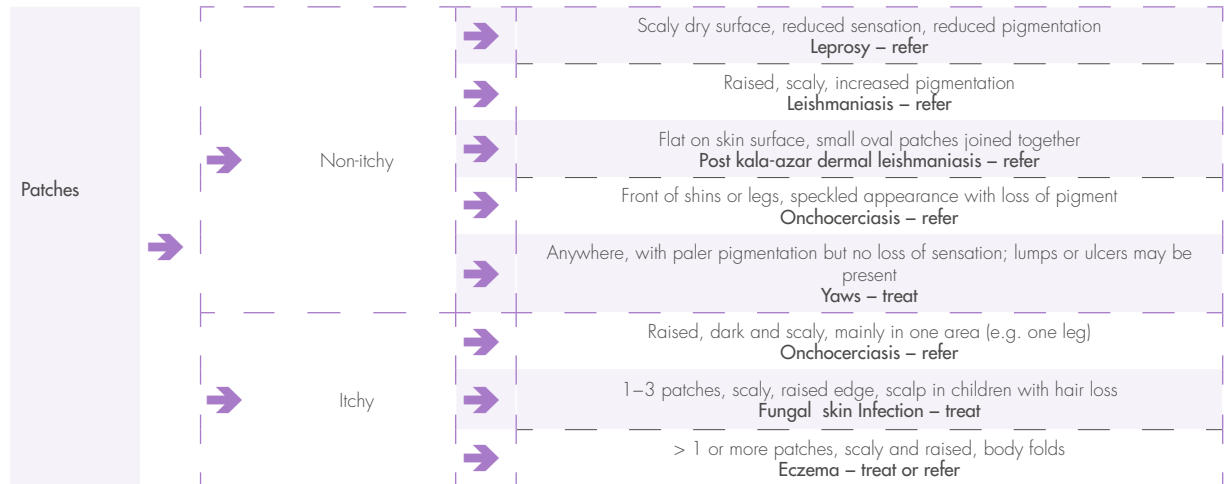 Patches
Non-itchy
Scaly dry surface, reduced sensation, reduced pigmentation
Leprosy – refer
Raised, scaly, increased pigmentation
Leishmaniasis – refer
Flat on skin surface, small oval patches joined together
Post kala-azar dermal leishmaniasis – refer
Front of shins or legs, speckled appearance with loss of pigment
Onchocerciasis – refer
Anywhere, with paler pigmentation but no loss of sensation; lumps or ulcers may be
present
Yaws – treat
Itchy
Raised, dark and scaly, mainly in one area (e.g. one leg)
Onchocerciasis – refer
1–3 patches, scaly, raised edge, scalp in children with hair loss
Fungal skin Infection – treat
> 1 or more patches, scaly and raised, body folds
Eczema – treat or refer